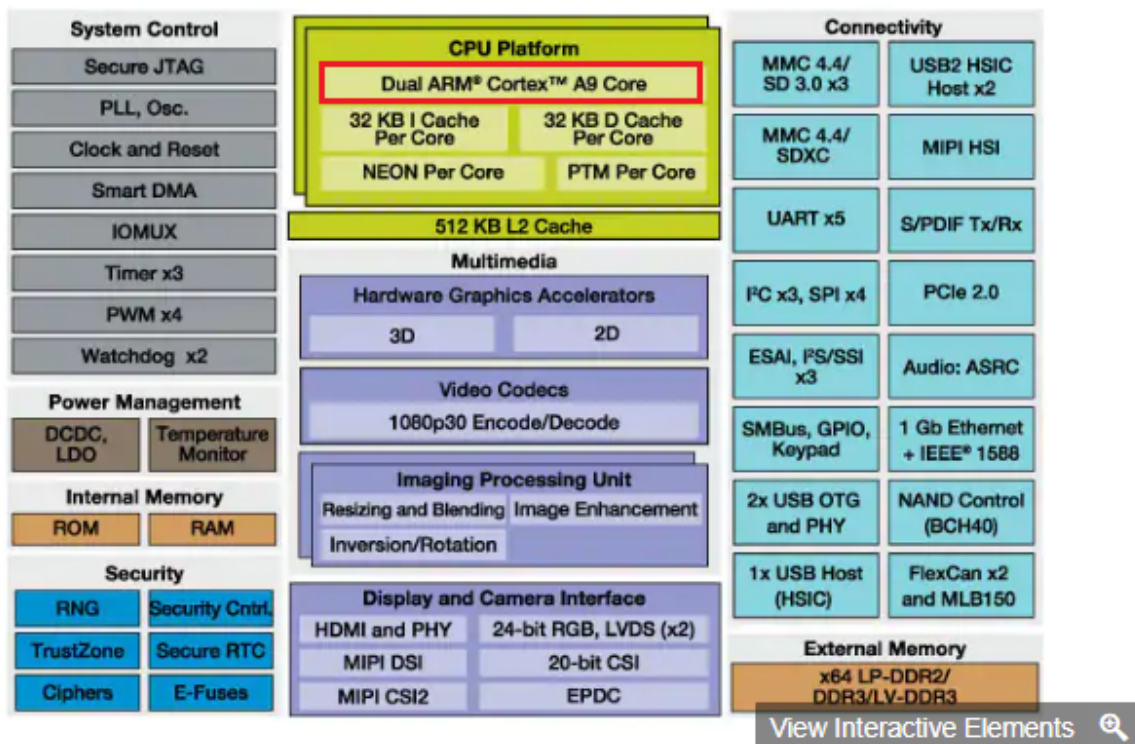 System Control
Secure JTAG
PLL, Osc.
Clock and Reset
Smart DMA
IOMUX
Timer x3
PWM x4
Watchdog x2
Power Management
DCDC,
LDO
Temperature
Monitor
Internal Memory
ROM
RAM
Security
RNG
Security Cntrl.
TrustZone
Secure RTC
Ciphers
E-Fuses
CPU Platform
Dual ARM® Cortex™ A9 Core
32 KB I Cache
Per Core
32 KB D Cache
Per Core
NEON Per Core
PTM Per Core
512 KB L2 Cache
Multimedia
Hardware Graphics Accelerators
3D
2D
Video Codecs
1080p30 Encode/Decode
Imaging Processing Unit
Resizing and Blending
Image Enhancement
Inversion/Rotation
Display and Camera Interface
HDMI and PHY
24-bit RGB, LVDS (x2)
MIPI DSI
20-bit CSI
MIPI CSI2
EPDC
Connectivity
MMC 4.4/
SD 3.0 x3
USB2 HSIC
Host x2
MMC 4.4/
SDXC
MIPI HSI
UART x5
S/PDIF Tx/Rx
I²C x3, SPI x4
PCIe 2.0
ESAI, I²S/SSI
x3
Audio: ASRC
SMBus, GPIO,
Keypad
1 Gb Ethernet
+ IEEE® 1588
2x USB OTG
and PHY
NAND Control
(BCH40)
1x USB Host
(HSIC)
FlexCan x2
and MLB150
External Memory
x64 LP-DDR2/
DDR3/LV-DDR3
View Interactive Elements